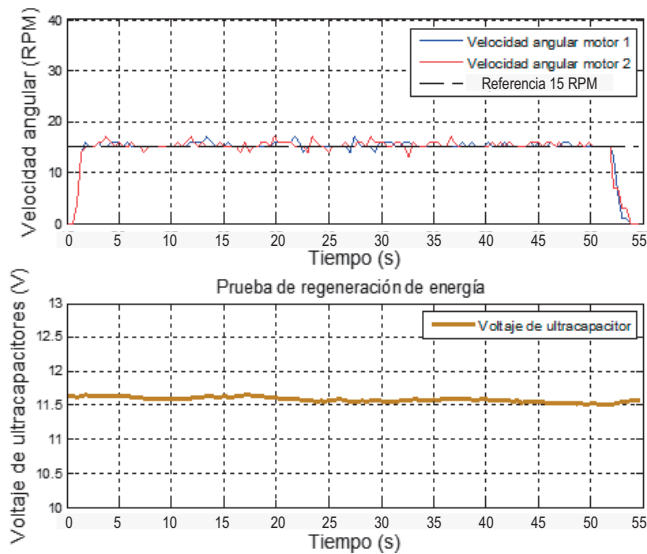 Velocidad angular (RPM)
40
30
20
10
0
Velocidad angular motor 1
Velocidad angular motor 2
Referencia 15 RPM
0 5 10 15 20 25 30 35 40 45 50 55
Tiempo (s)
Prueba de regeneración de energía
Voltaje de ultracapacitores (V)
13
12.5
12
11.5
11
10.5
10
Voltaje de ultracapacitor
0 5 10 15 20 25 30 35 40 45 50 55
Tiempo (s)